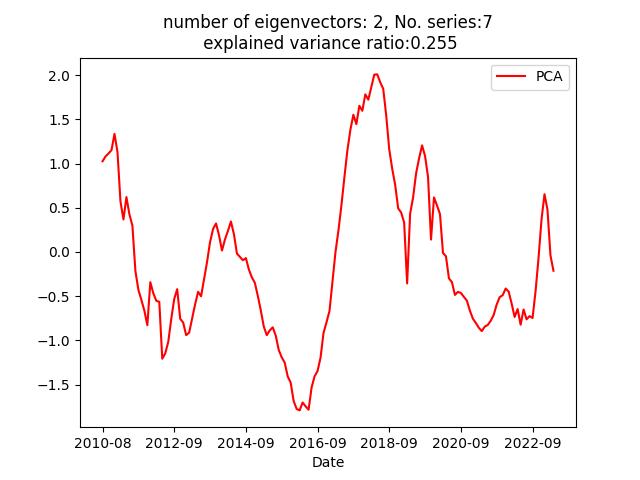 number of eigenvectors: 2, No. series:7
explained variance ratio:0.255
PCA
2.0
1.5
1.0
0.5
0.0
−0.5
−1.0
−1.5
2010-08 2012-09 2014-09 2016-09 2018-09 2020-09 2022-09
Date